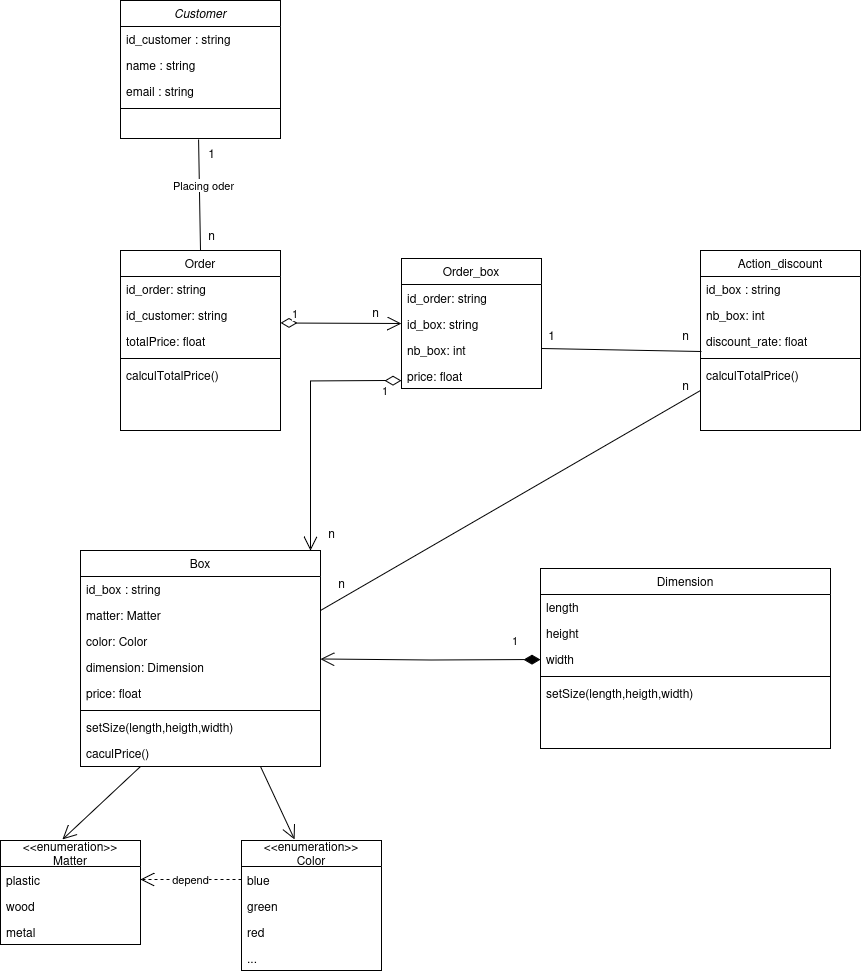 Customer
id_customer : string
name : string
email : string
1
Placing oder
n
Order
id_order: string
id_customer: string
totalPrice: float
calculTotalPrice()
1
n
Order_box
id_order: string
id_box: string
nb_box: int
price: float
1
1
n
Action_discount
id_box : string
nb_box: int
discount_rate: float
calculTotalPrice()
n
n
n
Box
id_box : string
matter: Matter
color: Color
dimension: Dimension
price: float
setSize(length,heigth,width)
caculPrice()
1
Dimension
length
height
width
setSize(length,heigth,width)
<<enumeration>>
Matter
plastic
wood
metal
depend
<<enumeration>>
Color
blue
green
red
...